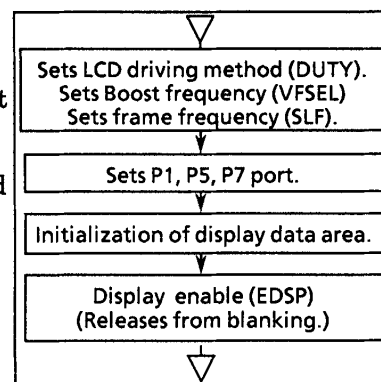 Sets LCD driving method (DUTY).
Sets Boost frequency (VFSEL)
Sets frame frequency (SLF).
Sets P1, P5, P7 port.
Initialization of display data area.
Display enable (EDSP)
(Releases from blanking.)